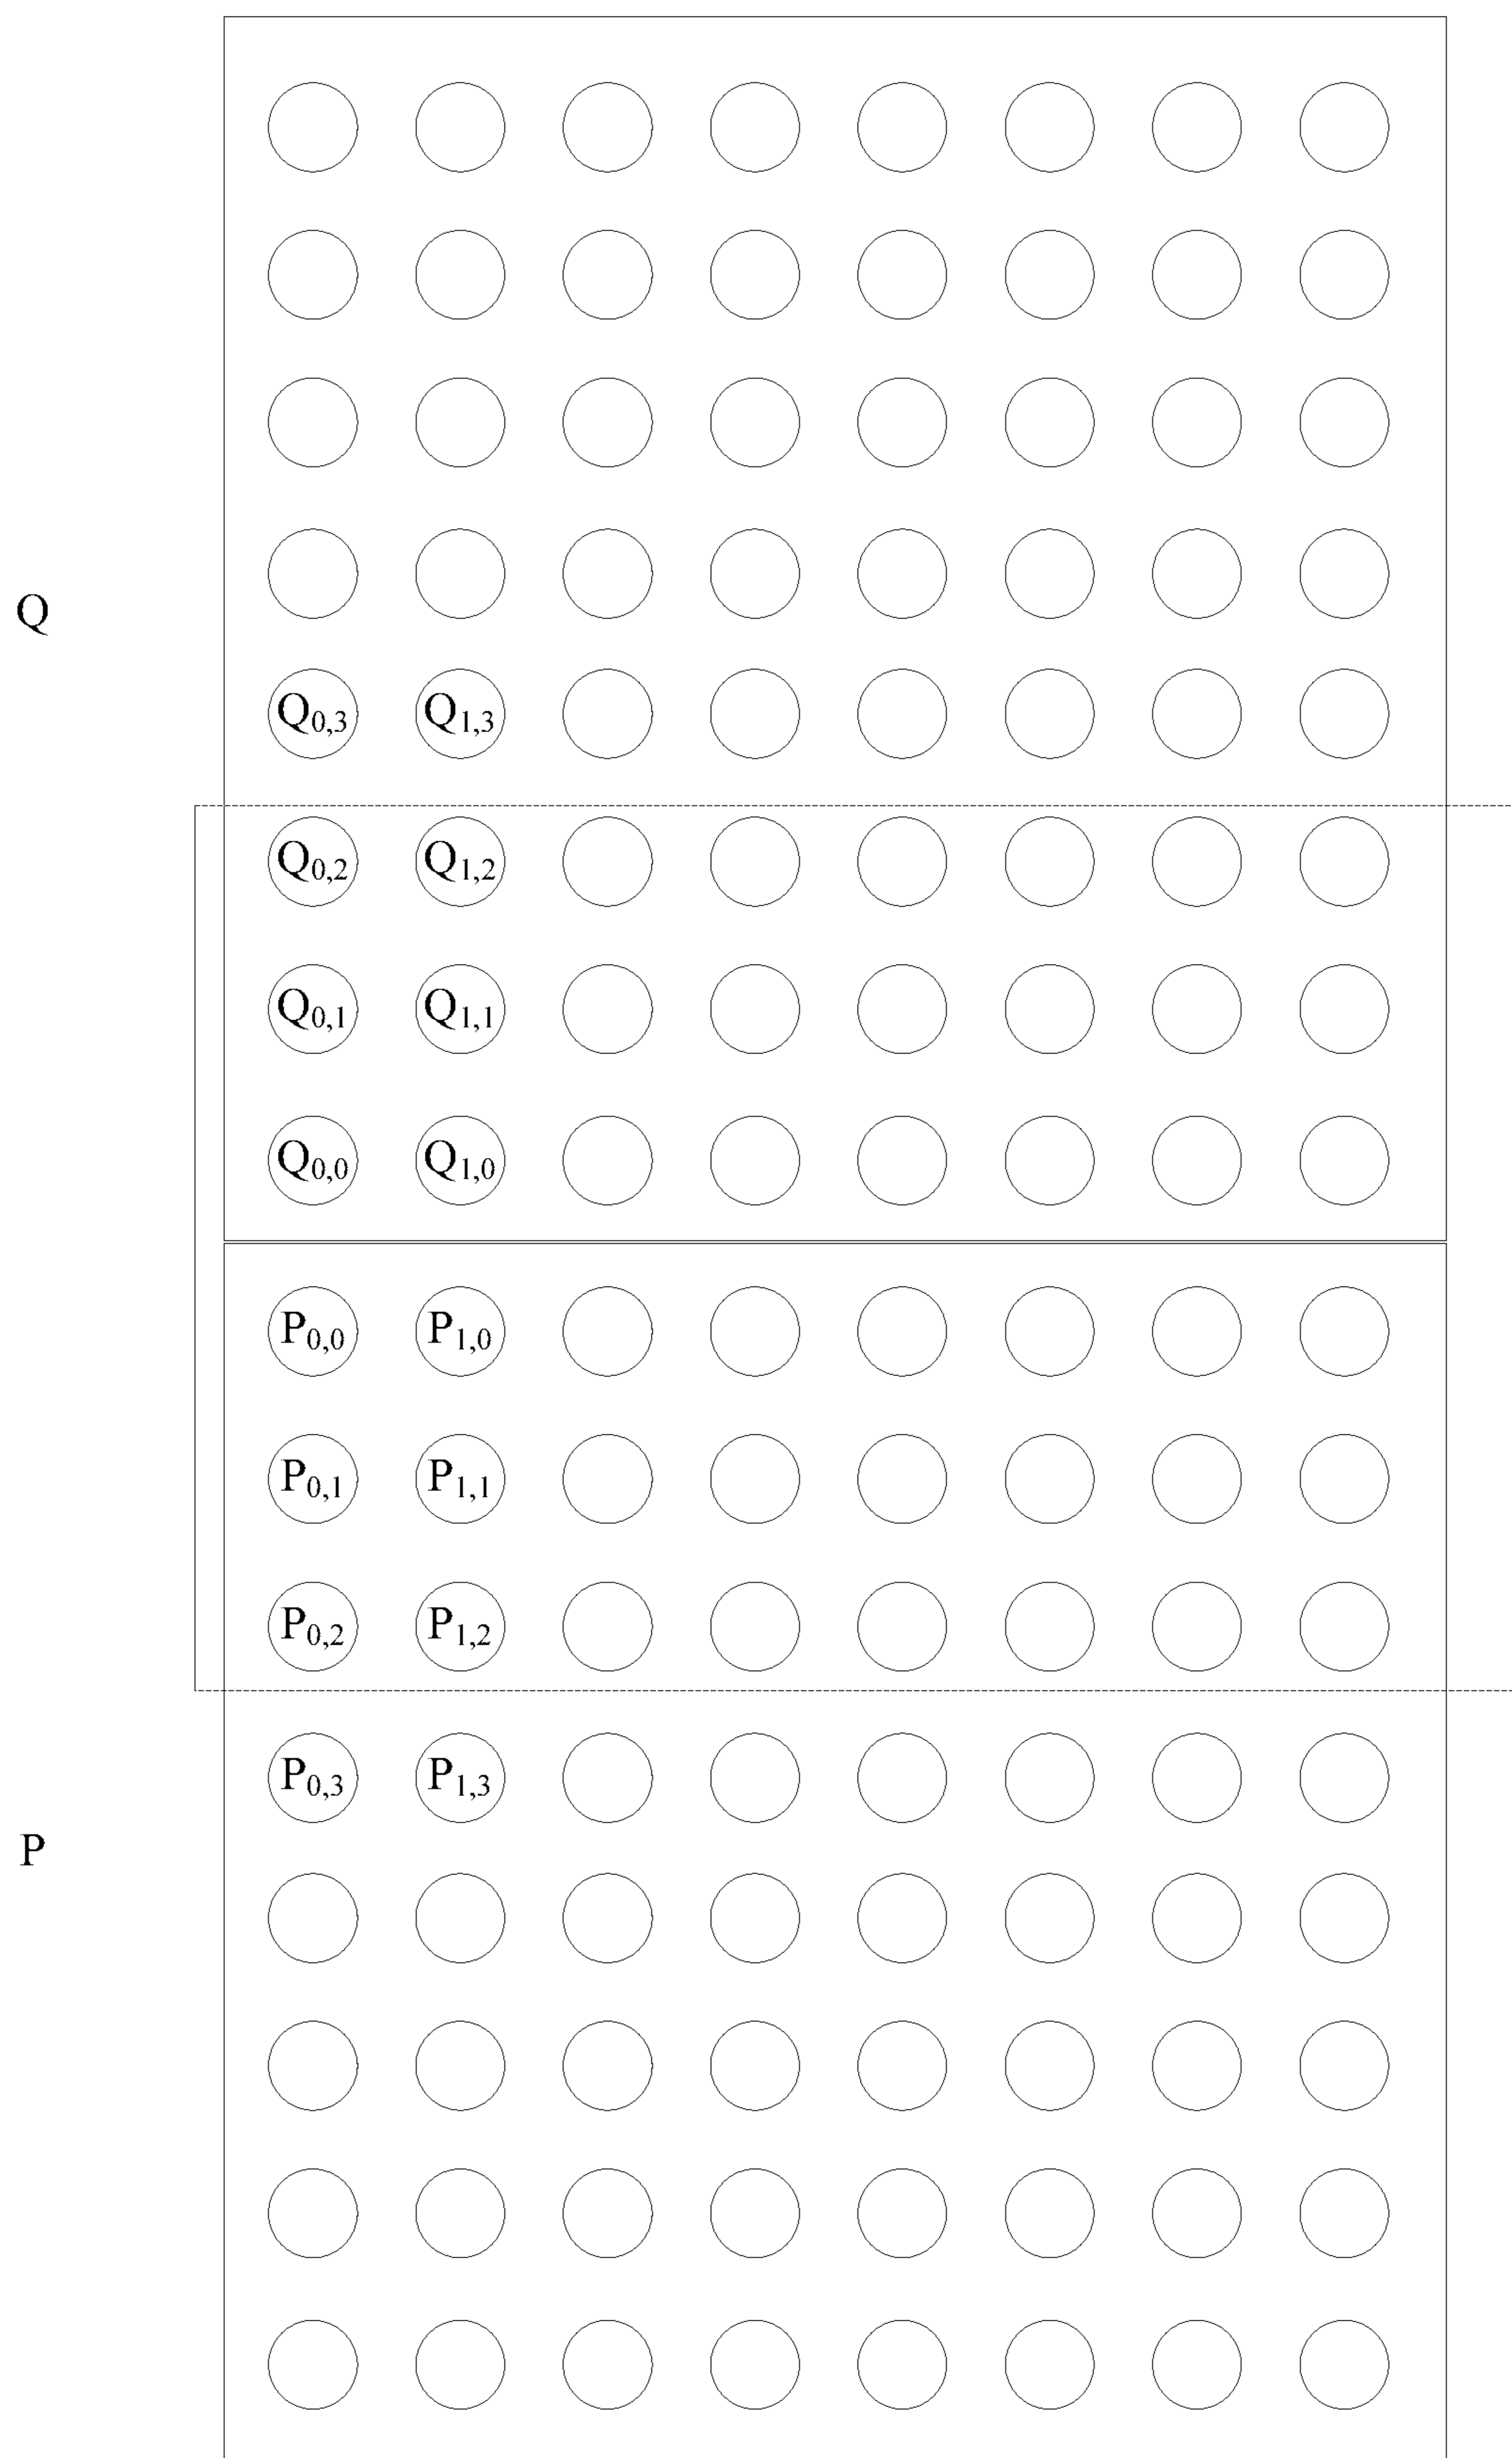 Q
Q0,3 Q1,3
Q0,2 Q1,2
Q0,1 Q1,1
Q0,0 Q1,0
P0,0 P1,0
P0,1 P1,1
P0,2 P1,2
P0,3 P1,3
P